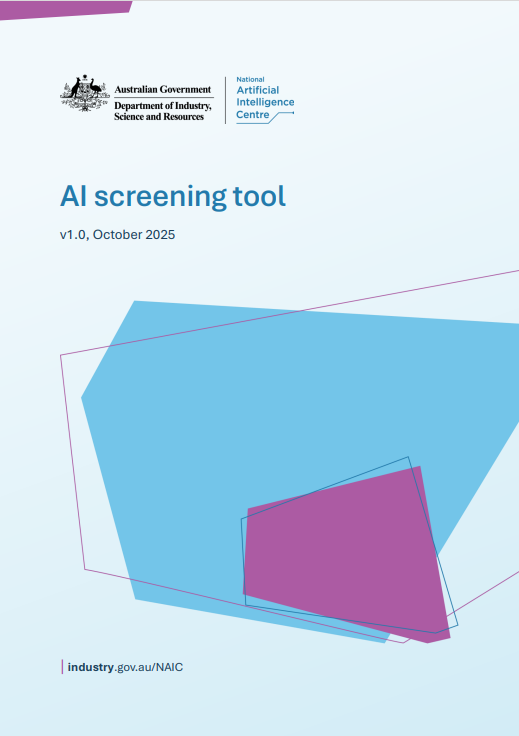 Australian Government
Department of Industry,
Science and Resources
National
Artificial
Intelligence
Centre
AI screening tool
v1.0, October 2025
industry.gov.au/NAIC